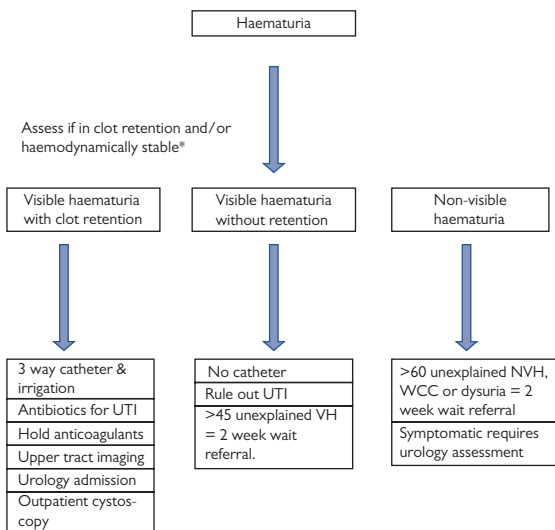 Haematuria
Assess if in clot retention and/or
haemodynamically stable*
Visible haematuria
with clot retention
Visible haematuria
without retention
Non-visible
haematuria
3 way catheter &
irrigation
Antibiotics for UTI
Hold anticoagulants
Upper tract imaging
Urology admission
Outpatient cystos-
copy
No catheter
Rule out UTI
>45 unexplained VH
= 2 week wait
referral.
>60 unexplained NVH,
WCC or dysuria = 2
week wait referral
Symptomatic requires
urology assessment